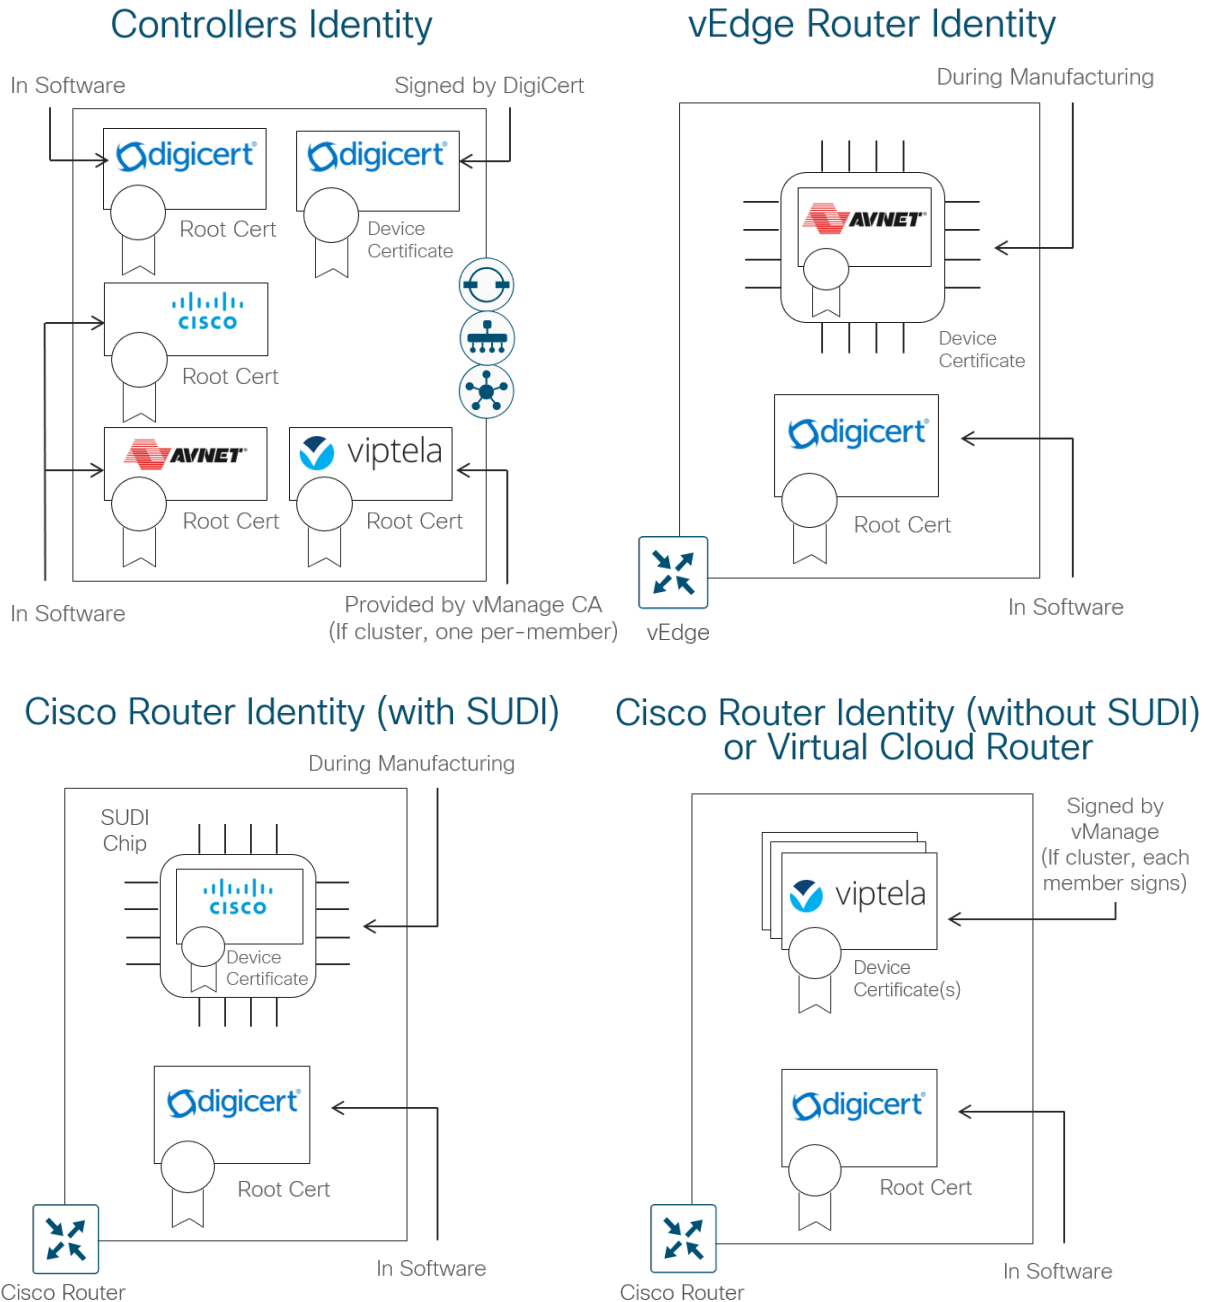 Controllers Identity
In Software
Signed by DigiCert
digicert®
Root Cert
digicert®
Device
Certificate
CISCO
Root Cert
AVNET®
Root Cert
viptela
Root Cert
In Software
Provided by vManage CA
(If cluster, one per-member)
vEdge Router Identity
During Manufacturing
AVNET®
Device
Certificate
digicert®
Root Cert
vEdge
In Software
Cisco Router Identity (with SUDI)
During Manufacturing
SUDI
Chip
CISCO
Device
Certificate
digicert®
Root Cert
In Software
Cisco Router
Cisco Router Identity (without SUDI)
or Virtual Cloud Router
Signed by
vManage
(If cluster, each
member signs)
viptela
Device
Certificate(s)
digicert®
Root Cert
In Software
Cisco Router